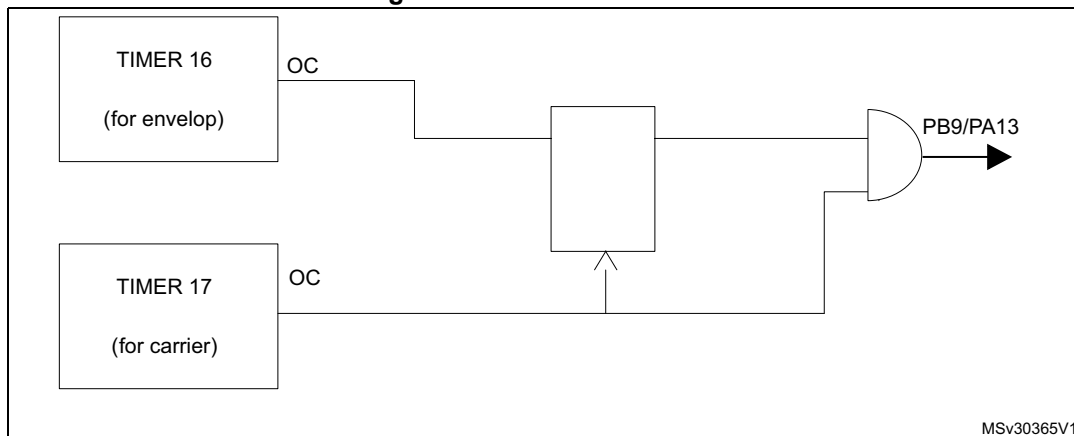 TIMER 16
OC
(for envelop)
PB9/PA13
TIMER 17
OC
(for carrier)
MSv30365V1